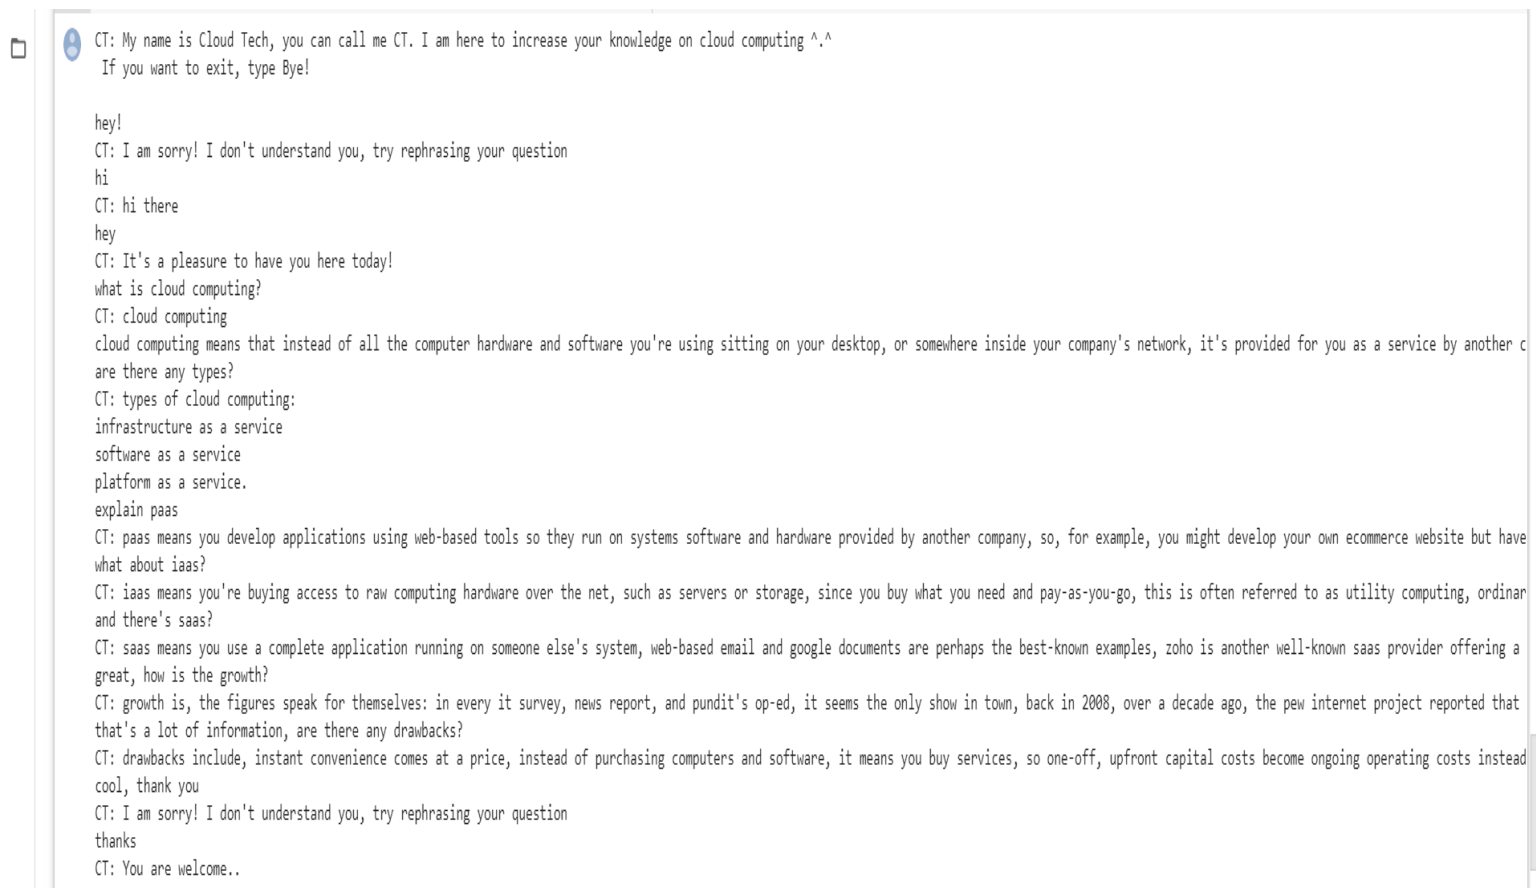 CT: My name is Cloud Tech, you can call me CT. I am here to increase your knowledge on cloud computing ^.^
If you want to exit, type Bye!
hey!
CT: I am sorry! I don't understand you, try rephrasing your question
hi
CT: hi there
hey
CT: It's a pleasure to have you here today!
what is cloud computing?
CT: cloud computing
cloud computing means that instead of all the computer hardware and software you're using sitting on your desktop, or somewhere inside your company's network, it's provided for you as a service by another c
are there any types?
CT: types of cloud computing:
infrastructure as a service
software as a service
platform as a service.
explain paas
CT: paas means you develop applications using web-based tools so they run on systems software and hardware provided by another company, so, for example, you might develop your own ecommerce website but have
what about iaas?
CT: iaas means you're buying access to raw computing hardware over the net, such as servers or storage, since you buy what you need and pay-as-you-go, this is often referred to as utility computing, ordinar
and there's saas?
CT: saas means you use a complete application running on someone else's system, web-based email and google documents are perhaps the best-known examples, zoho is another well-known saas provider offering a
great, how is the growth?
CT: growth is, the figures speak for themselves: in every it survey, news report, and pundit's op-ed, it seems the only show in town, back in 2008, over a decade ago, the pew internet project reported that
that's a lot of information, are there any drawbacks?
CT: drawbacks include, instant convenience comes at a price, instead of purchasing computers and software, it means you buy services, so one-off, upfront capital costs become ongoing operating costs instead
cool, thank you
CT: I am sorry! I don't understand you, try rephrasing your question
thanks
CT: You are welcome..